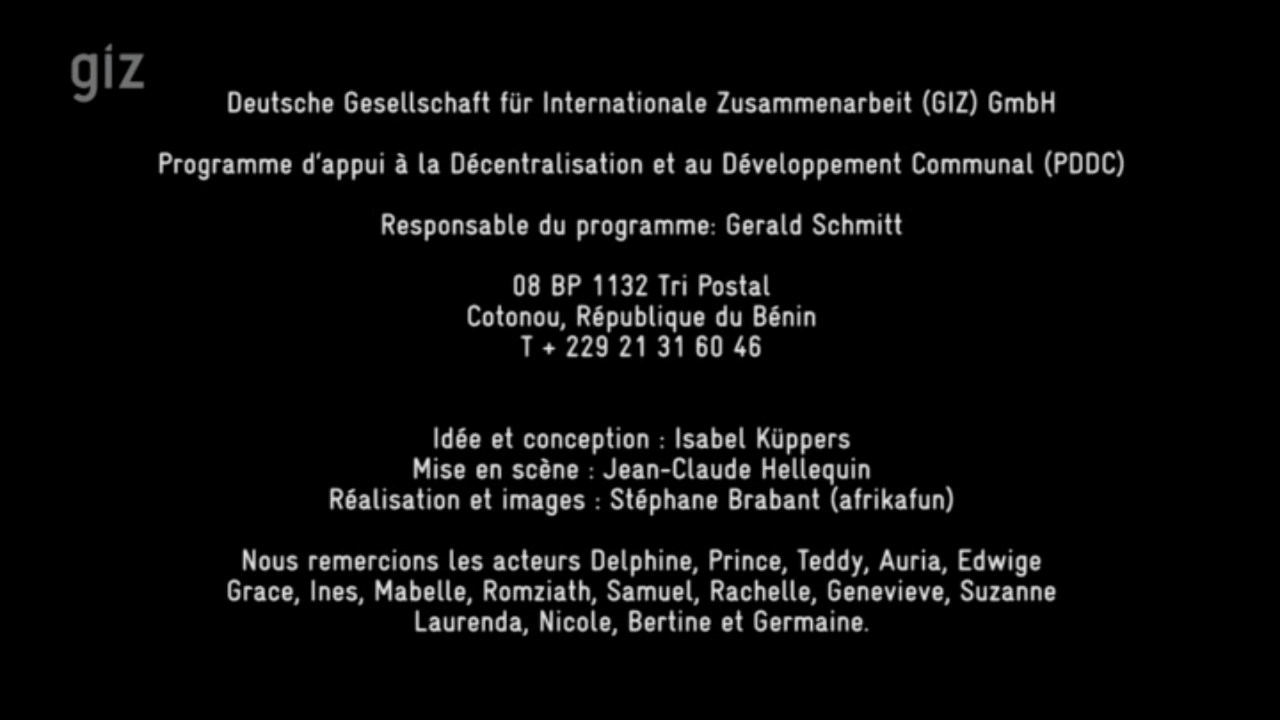 giz
Deutsche Gesellschaft für Internationale Zusammenarbeit (GIZ) GmbH
Programme d'appui à la Décentralisation et au Développement Communal (PDDC)
Responsable du programme: Gerald Schmitt
08 BP 1132 Tri Postal
Cotonou, République du Bénin
T + 229 21 31 60 46
Idée et conception : Isabel Küppers
Mise en scène : Jean-Claude Hellequin
Réalisation et images : Stéphane Brabant (afrikafun)
Nous remercions les acteurs Delphine, Prince, Teddy, Auria, Edwige
Grace, Ines, Mabelle, Romziath, Samuel, Rachelle, Genevieve, Suzanne
Laurenda, Nicole, Bertine et Germaine.